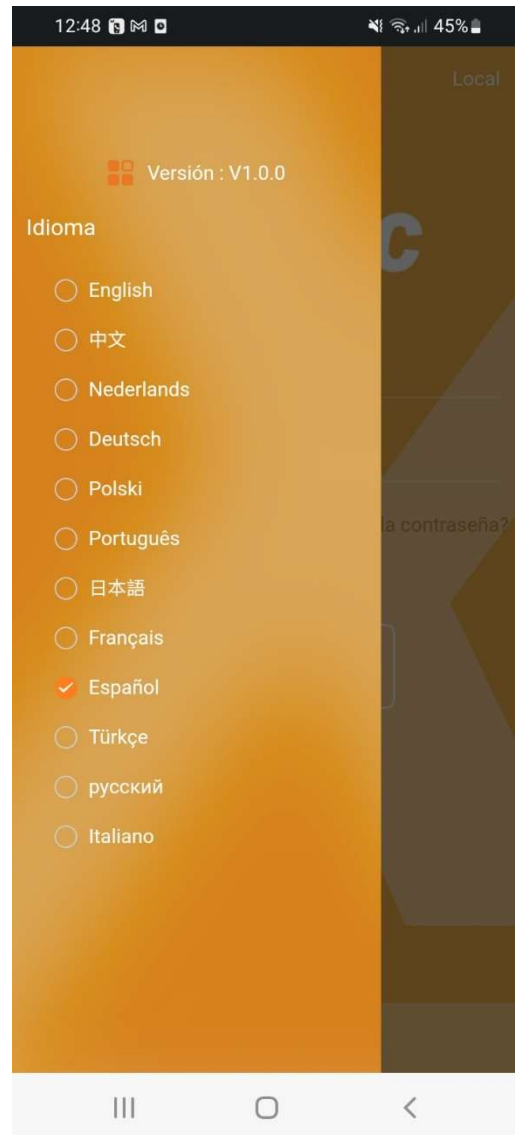 12:48 45%
Local
Versión : V1.0.0
Idioma
English
中文
Nederlands
Deutsch
Polski
Português
la contraseña?
日本語
Français
Español
Türkçe
русский
Italiano